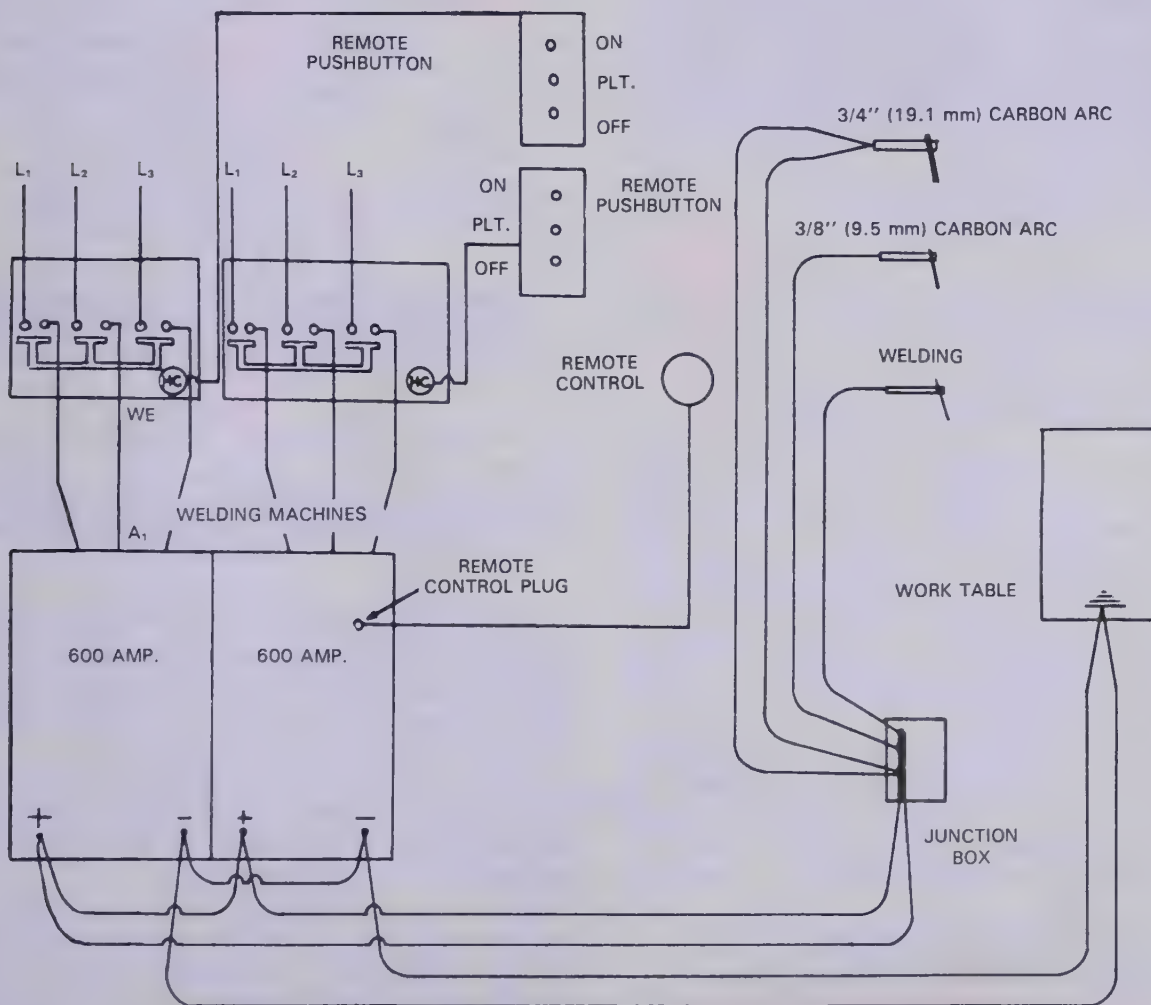 REMOTE
PUSHBUTTON
ON
PLT.
OFF
3/4'' (19.1 mm) CARBON ARC
L₁
L₂
L₃
L₁
L₂
L₃
ON
PLT.
OFF
REMOTE
PUSHBUTTON
3/8'' (9.5 mm) CARBON ARC
REMOTE
CONTROL
WELDING
WE
WELDING MACHINES
A₁
REMOTE
CONTROL PLUG
WORK TABLE
600 AMP.
600 AMP.
+
-
+
-
JUNCTION
BOX